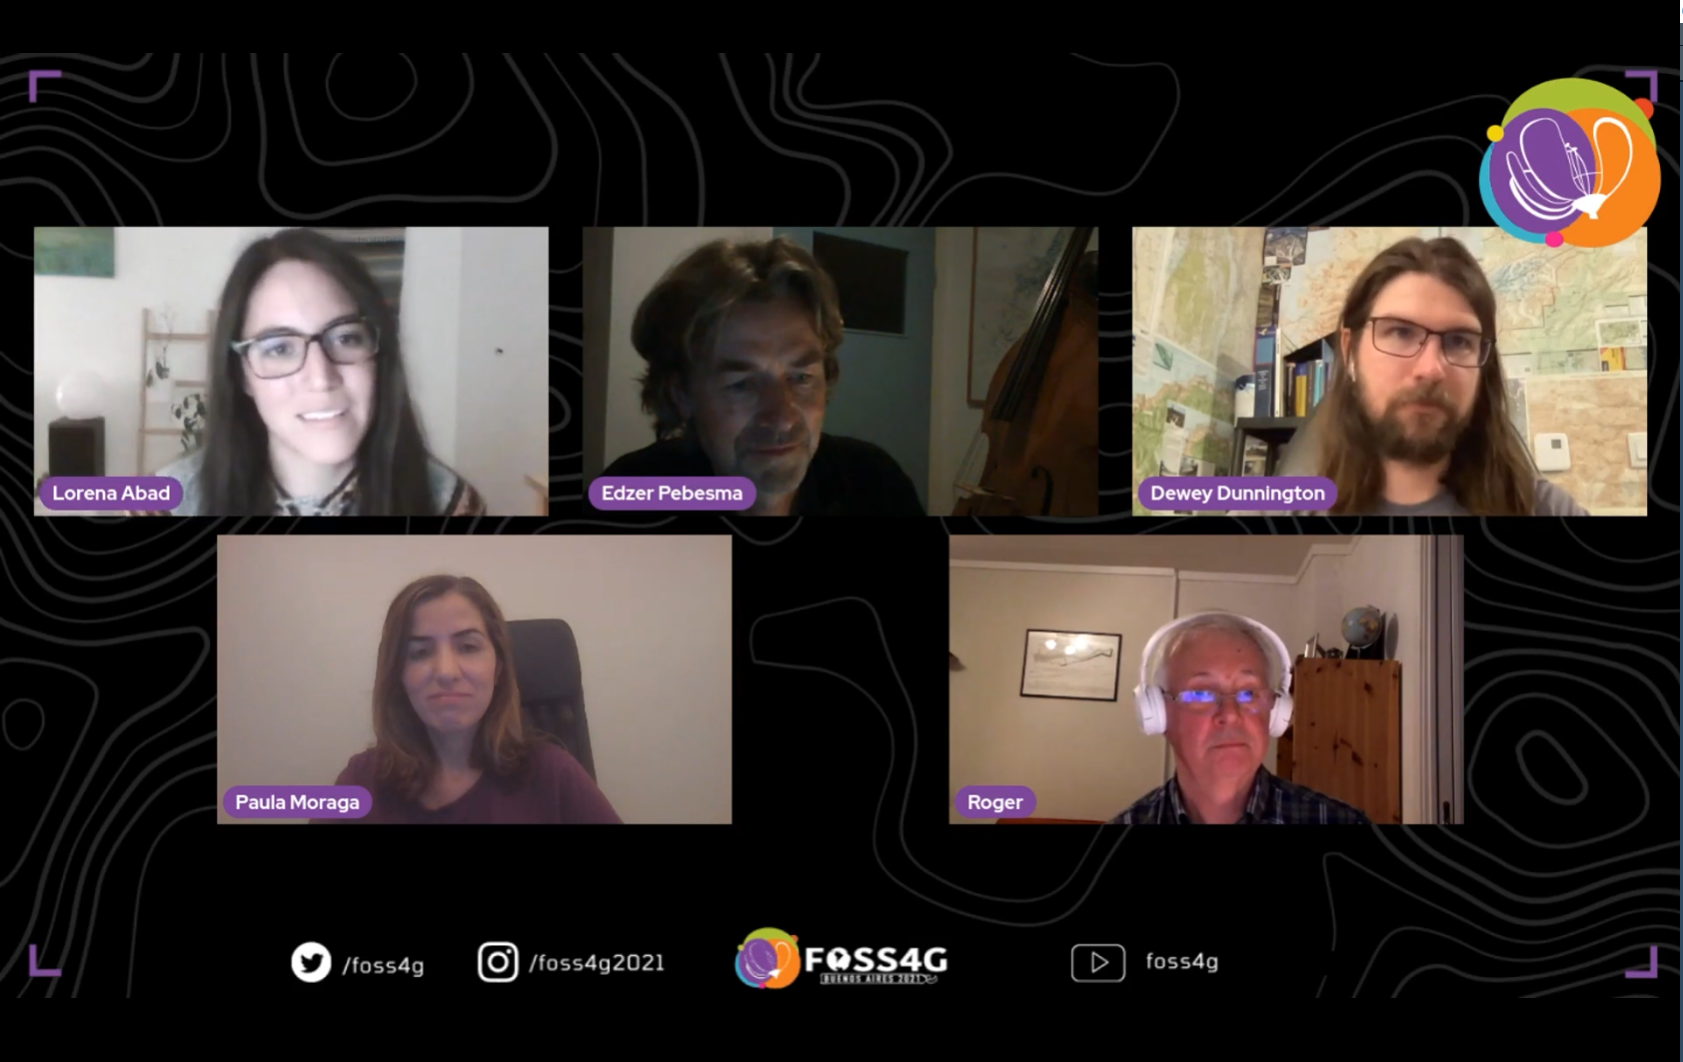 Lorena Abad
Edzer Pebesma
Dewey Dunnington
Paula Moraga
Roger
/foss4g
/foss4g2021
FOSS4G
BUENOS AIRES 2021
foss4g